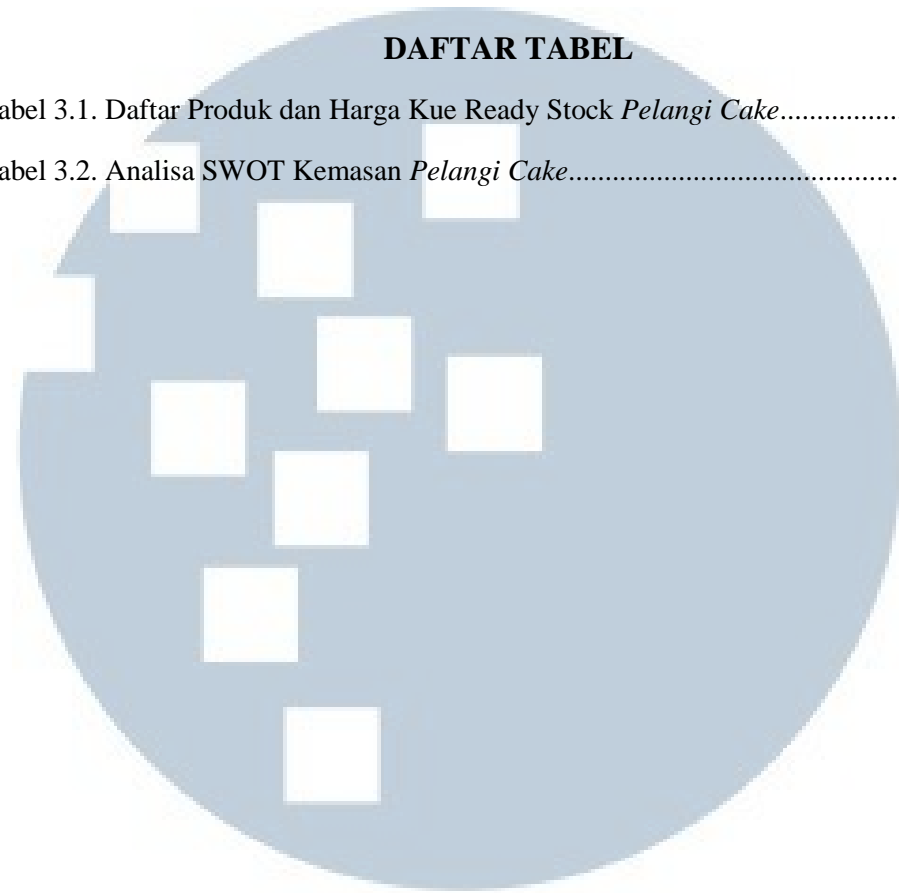 DAFTAR TABEL
abel 3.1. Daftar Produk dan Harga Kue Ready Stock Pelangi Cake..................
abel 3.2. Analisa SWOT Kemasan Pelangi Cake.............................................